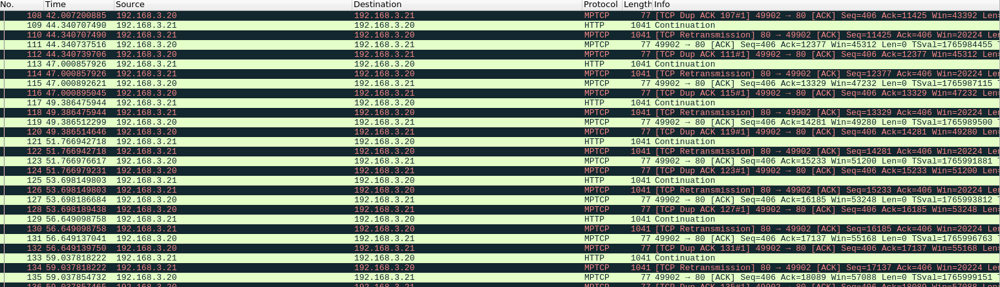 No. Time Source Destination Protocol Length Info
108 42.007200885 192.168.3.20 192.168.3.21 MPTCP 77 [TCP Dup ACK 107#1] 49902 → 80 [ACK] Seq=406 Ack=11425 Win=43392 Len=
109 44.340707490 192.168.3.21 192.168.3.20 HTTP 1041 Continuation
110 44.340707490 192.168.3.21 192.168.3.20 MPTCP 1041 [TCP Retransmission] 80 → 49902 [ACK] Seq=11425 Ack=406 Win=20224 Le
111 44.340737516 192.168.3.20 192.168.3.21 MPTCP 77 49902 → 80 [ACK] Seq=406 Ack=12377 Win=45312 Len=0 TSval=1765984455
112 44.340739706 192.168.3.20 192.168.3.21 MPTCP 77 [TCP Dup ACK 111#1] 49902 → 80 [ACK] Seq=406 Ack=12377 Win=45312 Len=
113 47.000857926 192.168.3.21 192.168.3.20 HTTP 1041 Continuation
114 47.000857926 192.168.3.21 192.168.3.20 MPTCP 1041 [TCP Retransmission] 80 → 49902 [ACK] Seq=12377 Ack=406 Win=20224 Le
115 47.000892621 192.168.3.20 192.168.3.21 MPTCP 77 49902 → 80 [ACK] Seq=406 Ack=13329 Win=47232 Len=0 TSval=1765987115
116 47.000895045 192.168.3.20 192.168.3.21 MPTCP 77 [TCP Dup ACK 115#1] 49902 → 80 [ACK] Seq=406 Ack=13329 Win=47232 Len=
117 49.386475944 192.168.3.21 192.168.3.20 HTTP 1041 Continuation
118 49.386475944 192.168.3.21 192.168.3.20 MPTCP 1041 [TCP Retransmission] 80 → 49902 [ACK] Seq=13329 Ack=406 Win=20224 Le
119 49.386512299 192.168.3.20 192.168.3.21 MPTCP 77 49902 → 80 [ACK] Seq=406 Ack=14281 Win=49280 Len=0 TSval=1765989500
120 49.386514646 192.168.3.20 192.168.3.21 MPTCP 77 [TCP Dup ACK 119#1] 49902 → 80 [ACK] Seq=406 Ack=14281 Win=49280 Len=
121 51.766942718 192.168.3.21 192.168.3.20 HTTP 1041 Continuation
122 51.766942718 192.168.3.21 192.168.3.20 MPTCP 1041 [TCP Retransmission] 80 → 49902 [ACK] Seq=14281 Ack=406 Win=20224 Le
123 51.766976617 192.168.3.20 192.168.3.21 MPTCP 77 49902 → 80 [ACK] Seq=406 Ack=15233 Win=51200 Len=0 TSval=1765991881
124 51.766979231 192.168.3.20 192.168.3.21 MPTCP 77 [TCP Dup ACK 123#1] 49902 → 80 [ACK] Seq=406 Ack=15233 Win=51200 Len=
125 53.698149803 192.168.3.21 192.168.3.20 HTTP 1041 Continuation
126 53.698149803 192.168.3.21 192.168.3.20 MPTCP 1041 [TCP Retransmission] 80 → 49902 [ACK] Seq=15233 Ack=406 Win=20224 Le
127 53.698186684 192.168.3.20 192.168.3.21 MPTCP 77 49902 → 80 [ACK] Seq=406 Ack=16185 Win=53248 Len=0 TSval=1765993812
128 53.698189438 192.168.3.20 192.168.3.21 MPTCP 77 [TCP Dup ACK 127#1] 49902 → 80 [ACK] Seq=406 Ack=16185 Win=53248 Len=
129 56.649098758 192.168.3.21 192.168.3.20 HTTP 1041 Continuation
130 56.649098758 192.168.3.21 192.168.3.20 MPTCP 1041 [TCP Retransmission] 80 → 49902 [ACK] Seq=16185 Ack=406 Win=20224 Le
131 56.649137041 192.168.3.20 192.168.3.21 MPTCP 77 49902 → 80 [ACK] Seq=406 Ack=17137 Win=55168 Len=0 TSval=1765996763
132 56.649139750 192.168.3.20 192.168.3.21 MPTCP 77 [TCP Dup ACK 131#1] 49902 → 80 [ACK] Seq=406 Ack=17137 Win=55168 Len=
133 59.037818222 192.168.3.21 192.168.3.20 HTTP 1041 Continuation
134 59.037818222 192.168.3.21 192.168.3.20 MPTCP 1041 [TCP Retransmission] 80 → 49902 [ACK] Seq=17137 Ack=406 Win=20224 Le
135 59.037854732 192.168.3.20 192.168.3.21 MPTCP 77 49902 → 80 [ACK] Seq=406 Ack=18089 Win=57088 Len=0 TSval=1765999151